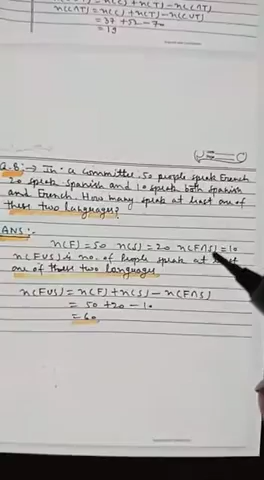 n(C∩T) = n(C) + n(T) - n(C∪T)
= 37 + 52 - 70
= 19
Q.8:→ In a committee, 50 people speak French
20 speak Spanish and 10 speak both spanish
and French. How many speak at least one of
these two languages?
ANS:-
n(F) = 50 n(S) = 20 n(F∩S) = 10
n(F∪S) is no. of People speak at least
one of these two languages
n(F∪S) = n(F) + n(S) - n(F∩S)
= 50 + 20 - 10
= 60